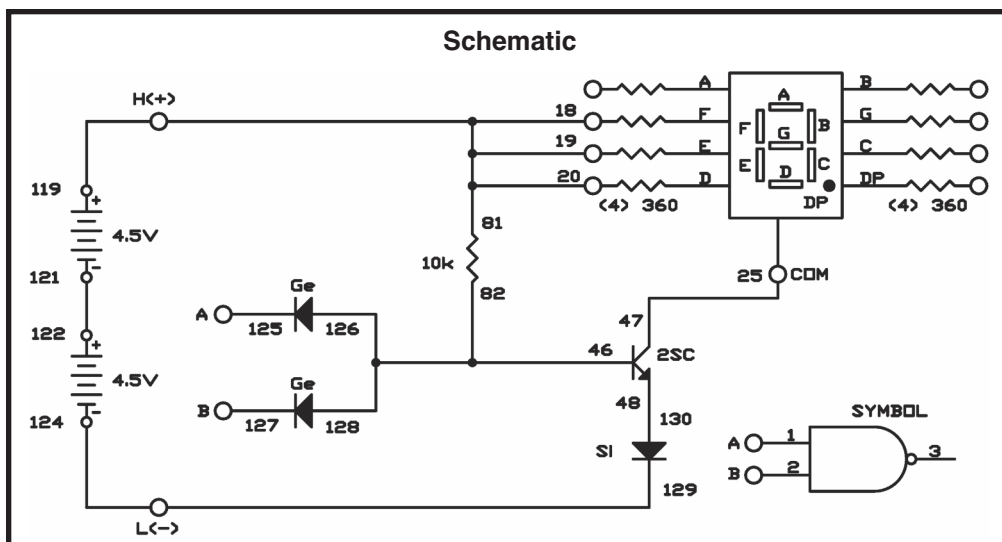 Schematic
H(+)
119
+
4.5V
-
121
122
+
4.5V
-
124
L(-)
A
125
Ge
126
B
127
Ge
128
10k
81
82
18
19
20
A
F
E
D
(4) 360
A
F
B
G
E
C
D
DP
B
G
C
DP
(4) 360
25
COM
47
46
2SC
48
130
SI
129
SYMBOL
A
1
B
2
3